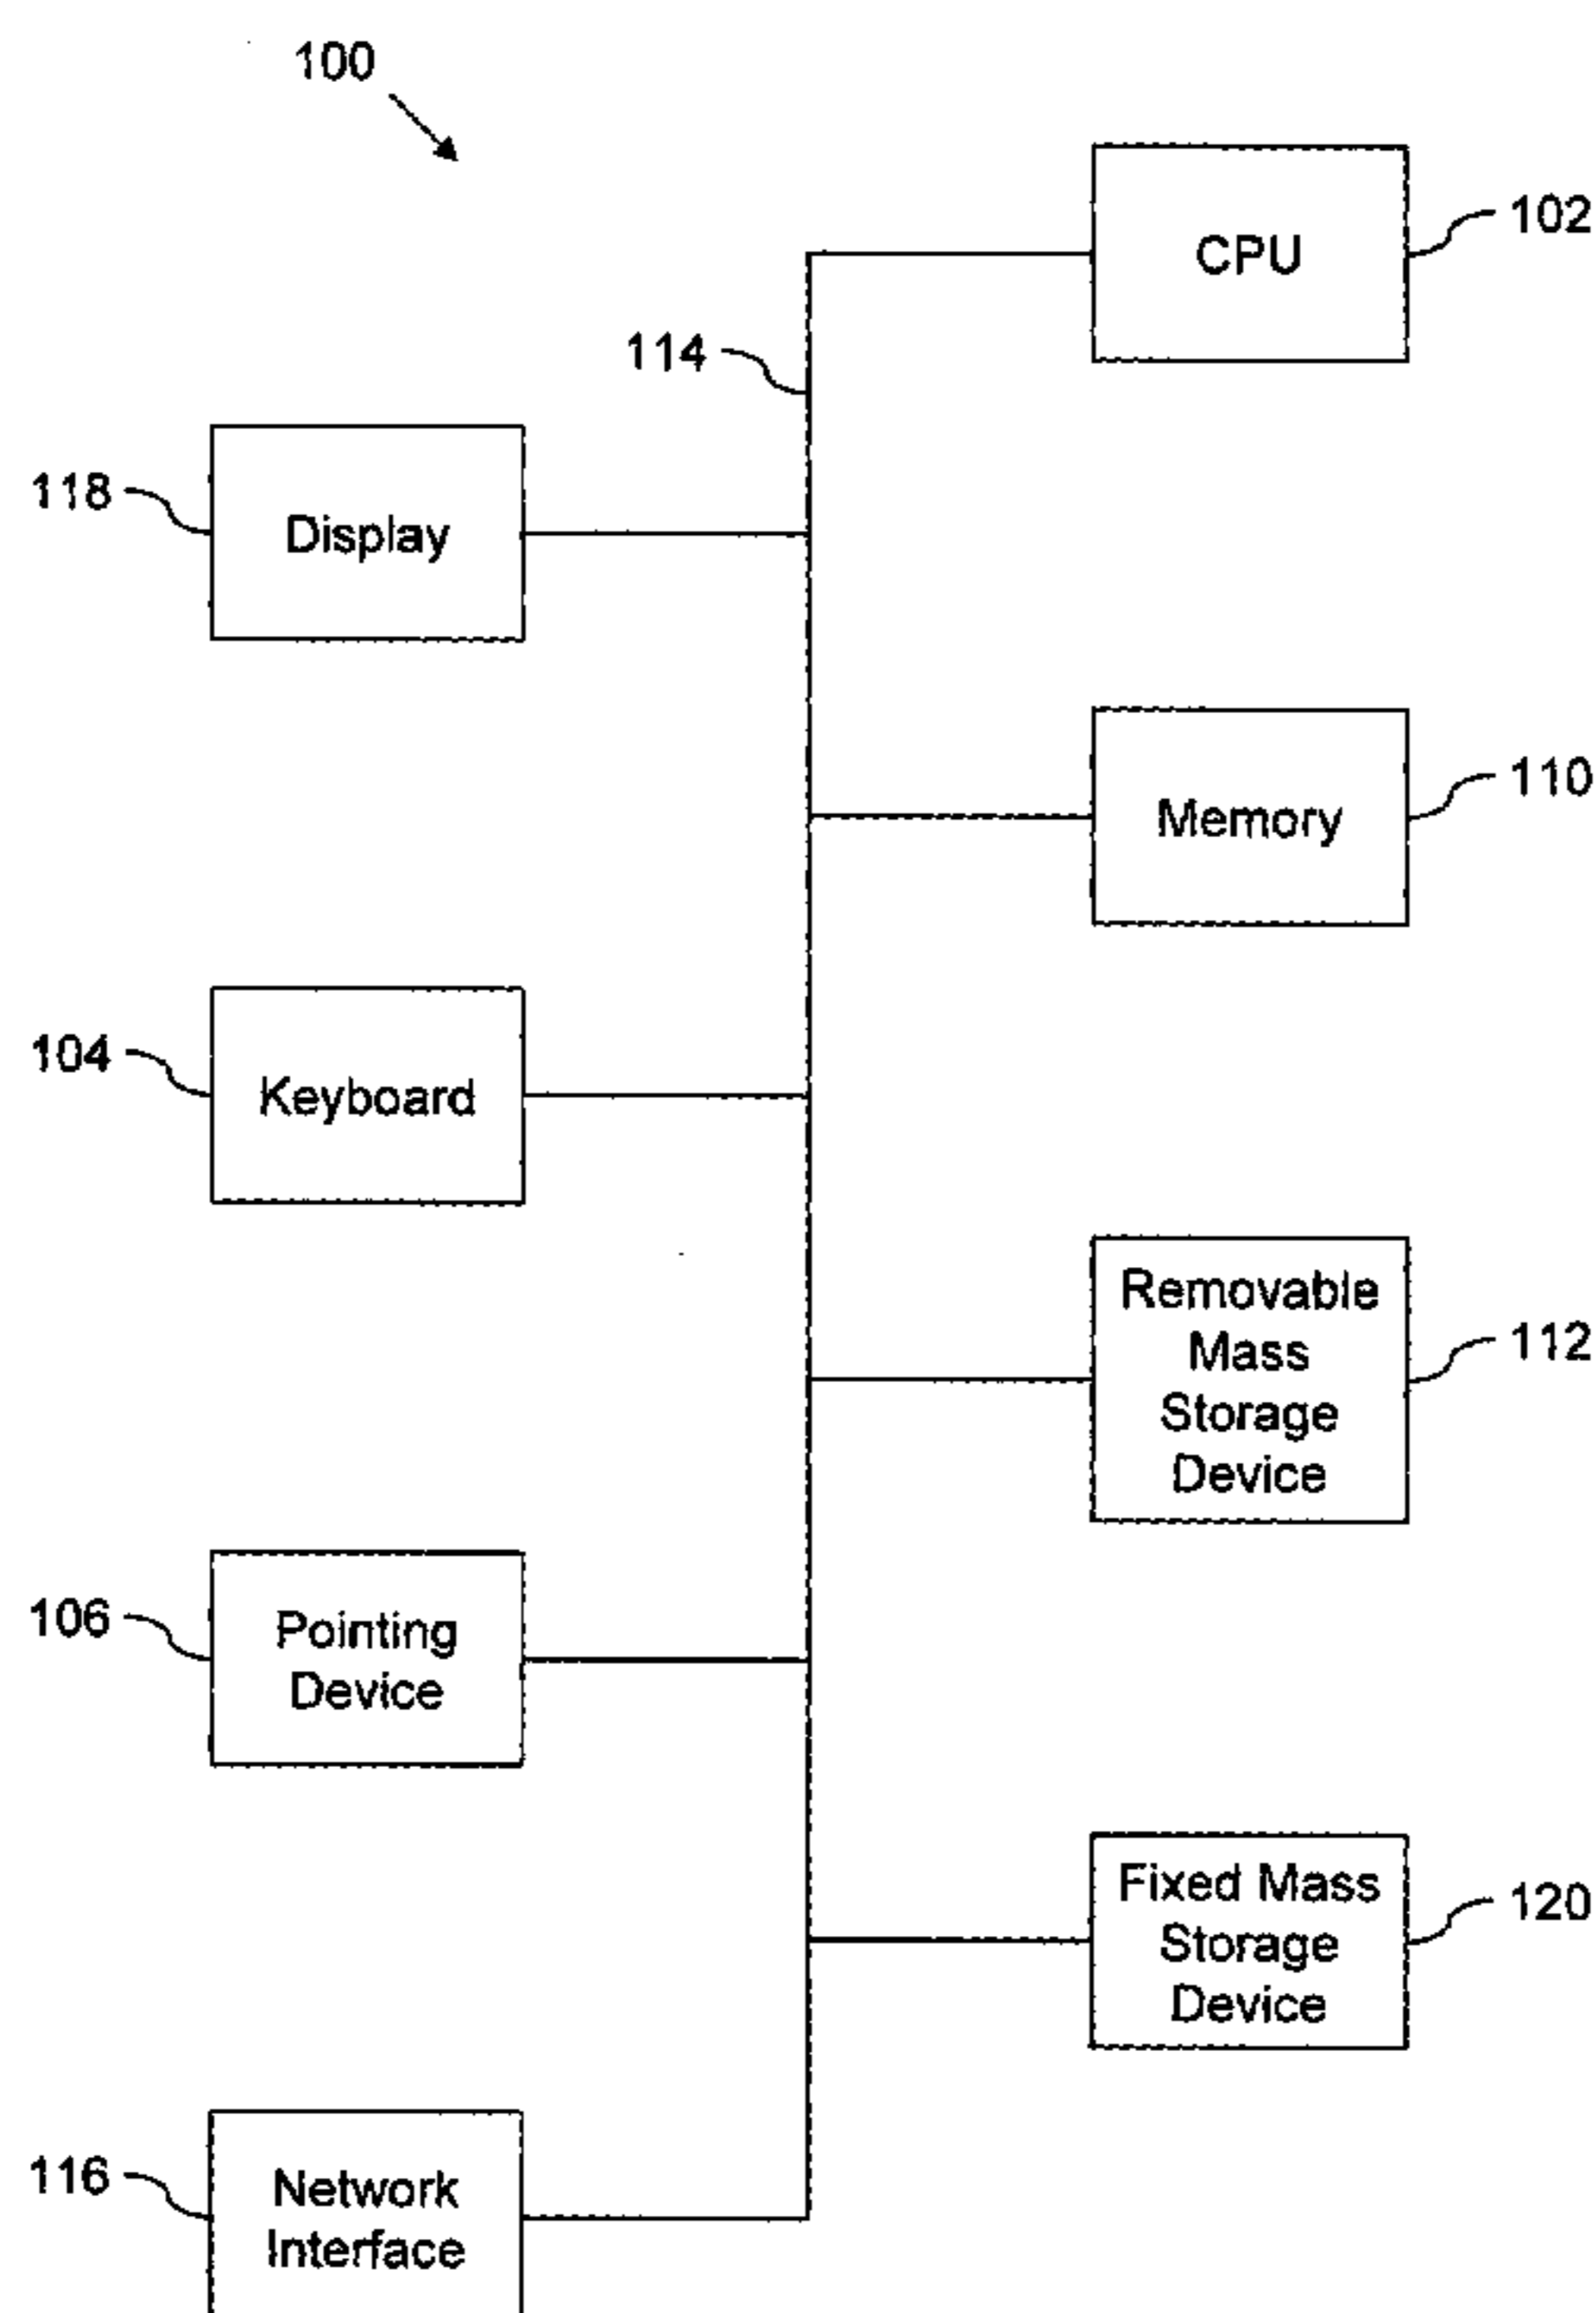 100
CPU
102
114
118
Display
Memory
110
104
Keyboard
Removable
Mass
Storage
Device
112
106
Pointing
Device
Fixed Mass
Storage
Device
120
116
Network
Interface